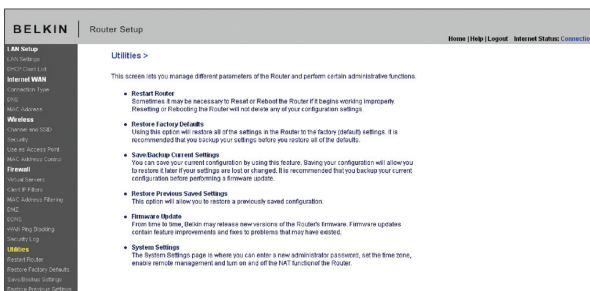 BELKIN
Router Setup
Home | Help | Logout Internet Status: Connection
LAN Setup
LAN Settings
DHCP Client List
Internet WAN
Connection Type
DNS
MAC Address
Wireless
Channel and SSID
Security
Use as Access Point
MAC Address Control
Firewall
Virtual Servers
Client IP Filters
MAC Address Filtering
DMZ
DDNS
WAN Ping Blocking
Security Log
Utilities
Restart Router
Restore Factory Defaults
Save/Backup Settings
Restore Previous Settings
Utilities >
This screen lets you manage different parameters of the Router and perform certain administrative functions.
• Restart Router
Sometimes it may be necessary to Reset or Reboot the Router if it begins working improperly.
Resetting or Rebooting the Router will not delete any of your configuration settings.
• Restore Factory Defaults
Using this option will restore all of the settings in the Router to the factory (default) settings. It is
recommended that you backup your settings before you restore all of the defaults.
• Save/Backup Current Settings
You can save your current configuration by using this feature. Saving your configuration will allow you
to restore it later if your settings are lost or changed. It is recommended that you backup your current
configuration before performing a firmware update.
• Restore Previous Saved Settings
This option will allow you to restore a previously saved configuration.
• Firmware Update
From time to time, Belkin may release new versions of the Router's firmware. Firmware updates
contain feature improvements and fixes to problems that may have existed.
• System Settings
The System Settings page is where you can enter a new administrator password, set the time zone,
enable remote management and turn on and off the NAT function of the Router.